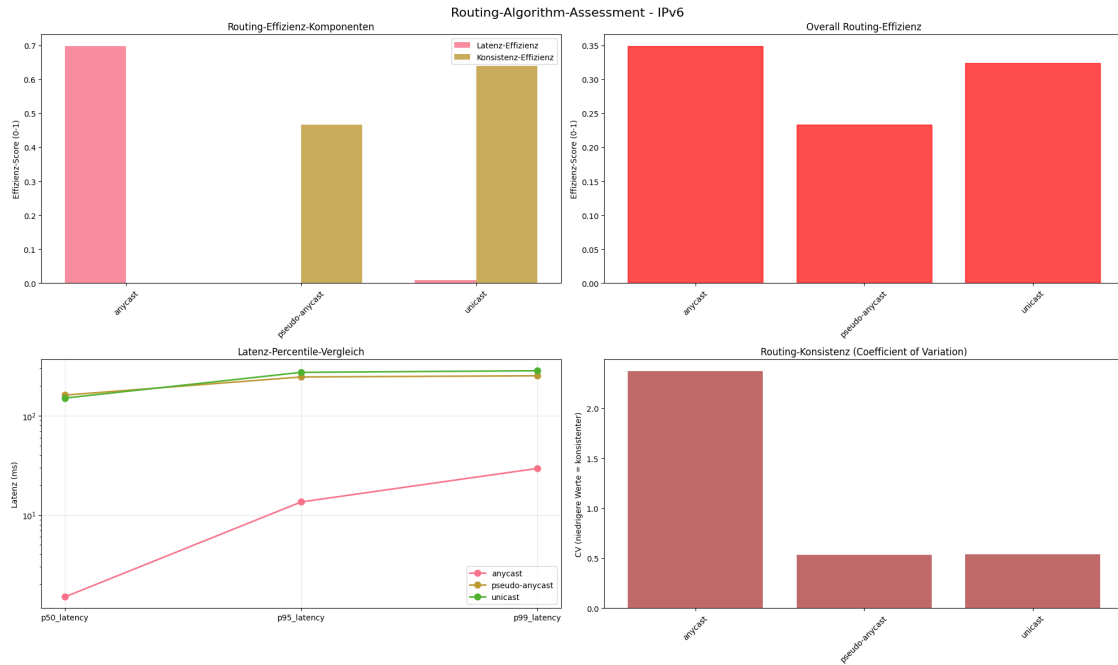 Routing-Algorithm-Assessment - IPv6
Routing-Effizienz-Komponenten
Effizienz-Score (0-1)
0.7
0.6
0.5
0.4
0.3
0.2
0.1
0.0
Latenz-Effizienz
Konsistenz-Effizienz
anycast
pseudo-anycast
unicast
Overall Routing-Effizienz
Effizienz-Score (0-1)
0.35
0.30
0.25
0.20
0.15
0.10
0.05
0.00
anycast
pseudo-anycast
unicast
Latenz-Percentile-Vergleich
Latenz (ms)
10²
10¹
anycast
pseudo-anycast
unicast
p50_latency
p95_latency
p99_latency
Routing-Konsistenz (Coefficient of Variation)
CV (niedrigere Werte = konsistenter)
2.0
1.5
1.0
0.5
0.0
anycast
pseudo-anycast
unicast